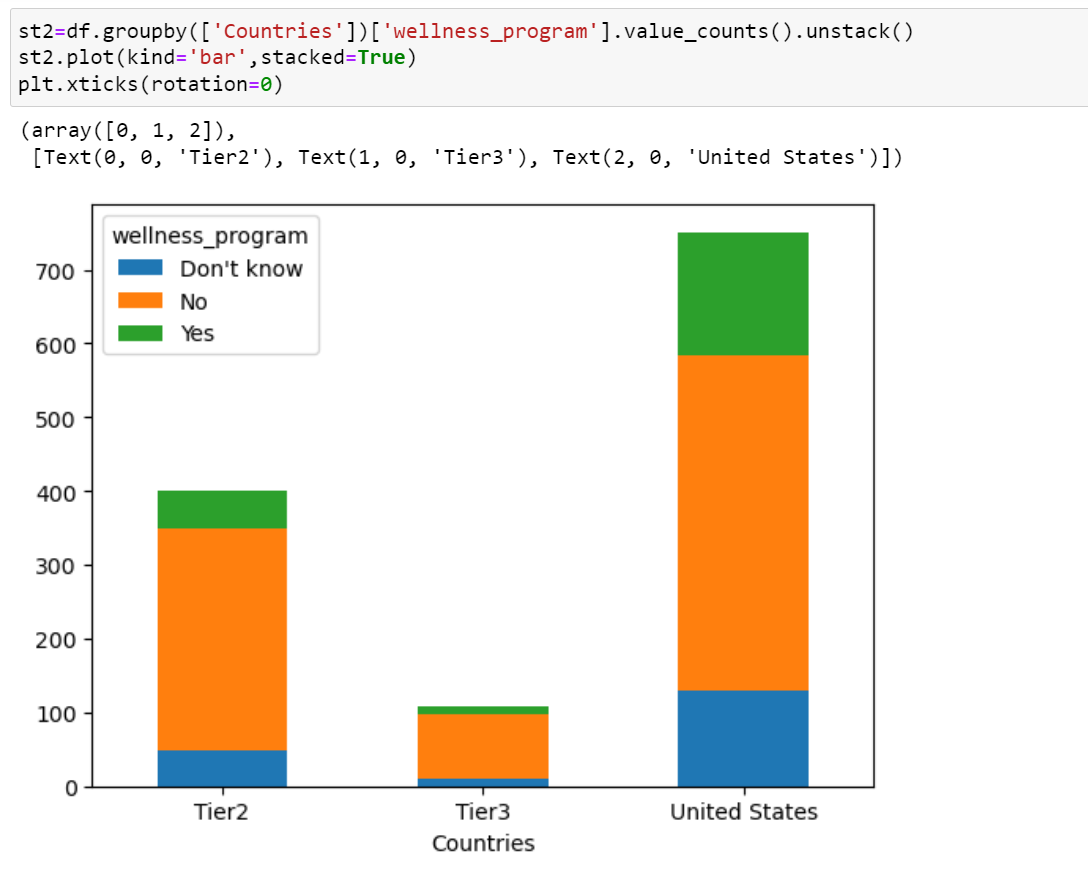 st2=df.groupby(['Countries'])['wellness_program'].value_counts().unstack()
st2.plot(kind='bar',stacked=True)
plt.xticks(rotation=0)
(array([0, 1, 2]),
 [Text(0, 0, 'Tier2'), Text(1, 0, 'Tier3'), Text(2, 0, 'United States')])
wellness_program
Don't know
No
Yes
700
600
500
400
300
200
100
0
Tier2 Tier3 United States
Countries